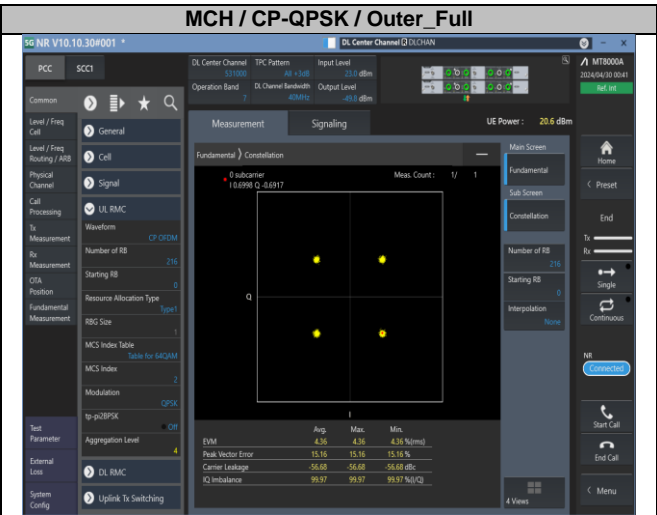 MCH / CP-QPSK / Outer_Full
5G NR V10.10.30#001 *
DL Center Channel DLCHAN
PCC SCC1
DL Center Channel TPC Pattern Input Level
531000 All +3dB 23.0 dBm
Operation Band DL Channel Bandwidth Output Level
7 40MHz -49.8 dBm
MT8000A
2024/04/30 00:41
Ref. Int
Common
Level / Freq
Cell
Level / Freq
Routing / ARB
Physical
Channel
Call
Processing
Tx
Measurement
Rx
Measurement
OTA
Position
Fundamental
Measurement
Test
Parameter
External
Loss
System
Config
General
Cell
Signal
UL RMC
Waveform
CP OFDM
Number of RB
216
Starting RB
0
Resource Allocation Type
Type1
RBG Size
1
MCS Index Table
Table for 64QAM
MCS Index
2
Modulation
QPSK
tp-pi2BPSK
Off
Aggregation Level
4
DL RMC
Uplink Tx Switching
Measurement Signaling UE Power : 20.6 dBm
Fundamental Constellation
0 subcarrier Meas. Count : 1/ 1
I 0.6998 Q -0.6917
Q
I
Avg. Max. Min.
EVM 4.36 4.36 4.36 %(rms)
Peak Vector Error 15.16 15.16 15.16 %
Carrier Leakage -56.68 -56.68 -56.68 dBc
IQ Imbalance 99.97 99.97 99.97 %(I/Q)
Main Screen
Fundamental
Sub Screen
Constellation
Number of RB
216
Starting RB
0
Interpolation
None
4 Views
Home
Preset
End
Tx
Rx
Single
Continuous
NR
Connected
Start Call
End Call
Menu